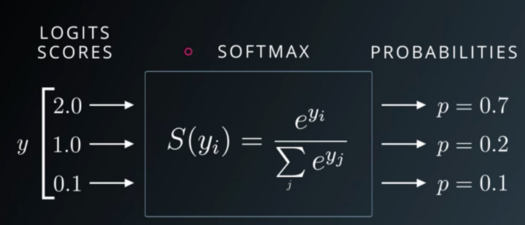 LOGITS
SCORES
SOFTMAX
PROBABILITIES
y
2.0
1.0
0.1
S(y_i) = e^{y_i} / \sum_j e^{y_j}
p = 0.7
p = 0.2
p = 0.1